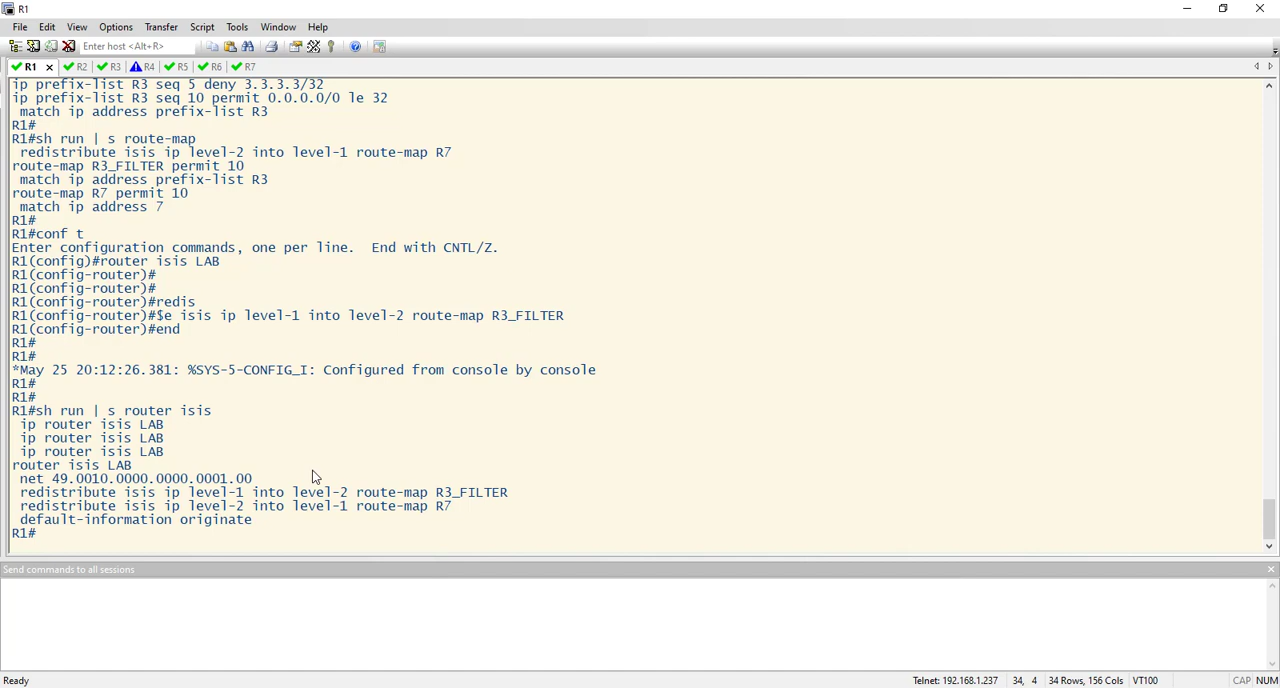 R1
File Edit View Options Transfer Script Tools Window Help
Enter host <Alt+R>
R1 R2 R3 R4 R5 R6 R7
ip prefix-list R3 seq 5 deny 3.3.3.3/32
ip prefix-list R3 seq 10 permit 0.0.0.0/0 le 32
match ip address prefix-list R3
R1#
R1#sh run | s route-map
redistribute isis ip level-2 into level-1 route-map R7
route-map R3_FILTER permit 10
match ip address prefix-list R3
route-map R7 permit 10
match ip address 7
R1#
R1#conf t
Enter configuration commands, one per line.  End with CNTL/Z.
R1(config)#router isis LAB
R1(config-router)#
R1(config-router)#
R1(config-router)#redis
R1(config-router)#$e isis ip level-1 into level-2 route-map R3_FILTER
R1(config-router)#end
R1#
R1#
*May 25 20:12:26.381: %SYS-5-CONFIG_I: Configured from console by console
R1#
R1#
R1#sh run | s router isis
ip router isis LAB
ip router isis LAB
ip router isis LAB
router isis LAB
net 49.0010.0000.0000.0001.00
redistribute isis ip level-1 into level-2 route-map R3_FILTER
redistribute isis ip level-2 into level-1 route-map R7
default-information originate
R1#
Send commands to all sessions
Ready Telnet: 192.168.1.237 34, 4 34 Rows, 156 Cols VT100 CAP NUM